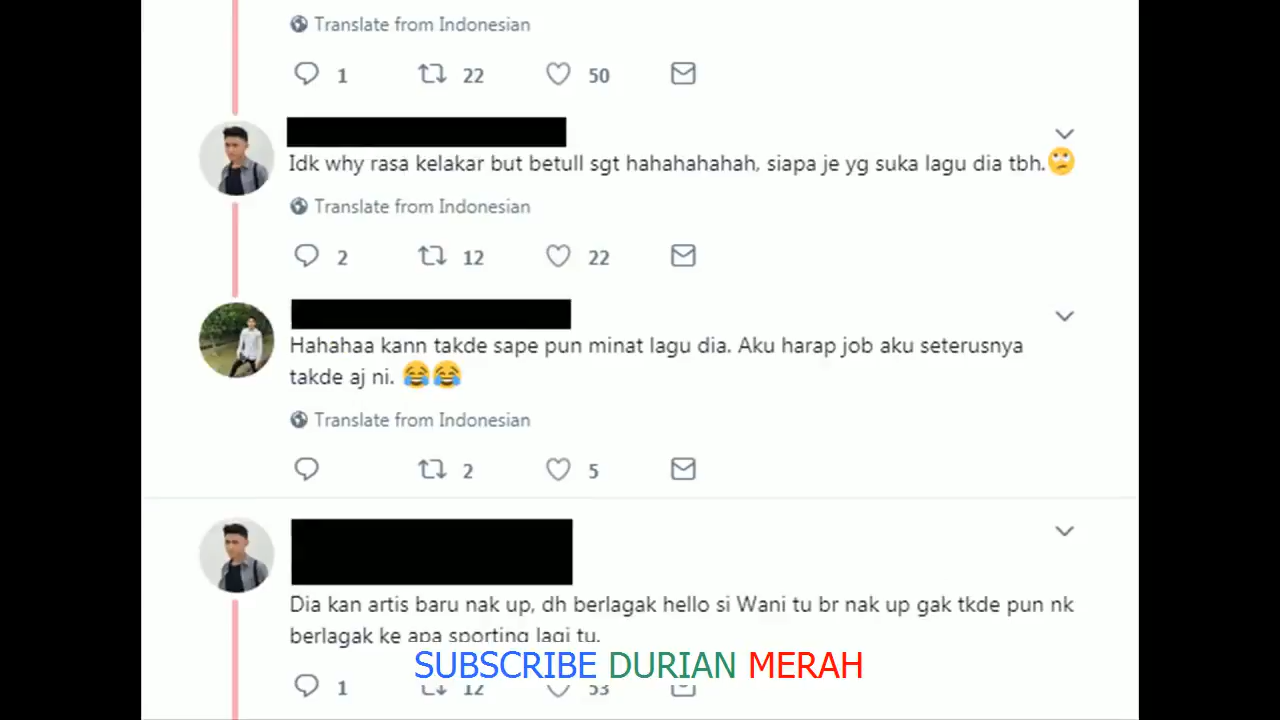 Translate from Indonesian
1 22 50
Idk why rasa kelakar but betull sgt hahahahahah, siapa je yg suka lagu dia tbh.🙄
Translate from Indonesian
2 12 22
Hahahaa kann takde sape pun minat lagu dia. Aku harap job aku seterusnya
takde aj ni. 😂😂
Translate from Indonesian
2 5
Dia kan artis baru nak up, dh berlagak hello si Wani tu br nak up gak tkde pun nk
berlagak ke apa sporting lagi tu.
SUBSCRIBE DURIAN MERAH
1 12 53